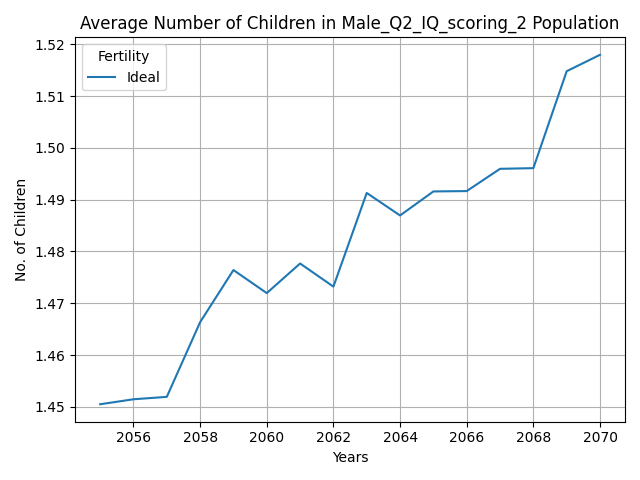 Average Number of Children in Male_Q2_IQ_scoring_2 Population
Fertility
Ideal
No. of Children
1.52
1.51
1.50
1.49
1.48
1.47
1.46
1.45
2056 2058 2060 2062 2064 2066 2068 2070
Years